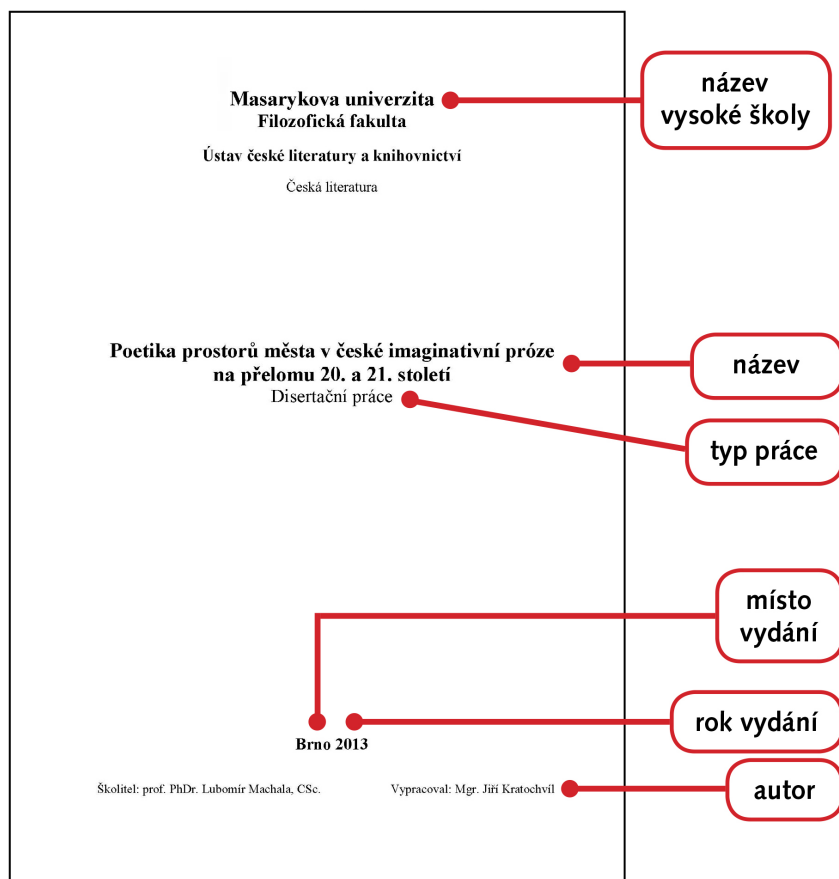 Masarykova univerzita
Filozofická fakulta
Ústav české literatury a knihovnictví
Česká literatura
název
vysoké školy
Poetika prostorů města v české imaginativní próze
na přelomu 20. a 21. století
Disertační práce
název
typ práce
místo
vydání
rok vydání
Brno 2013
Školitel: prof. PhDr. Lubomír Machala, CSc.
Vypracoval: Mgr. Jiří Kratochvíl
autor